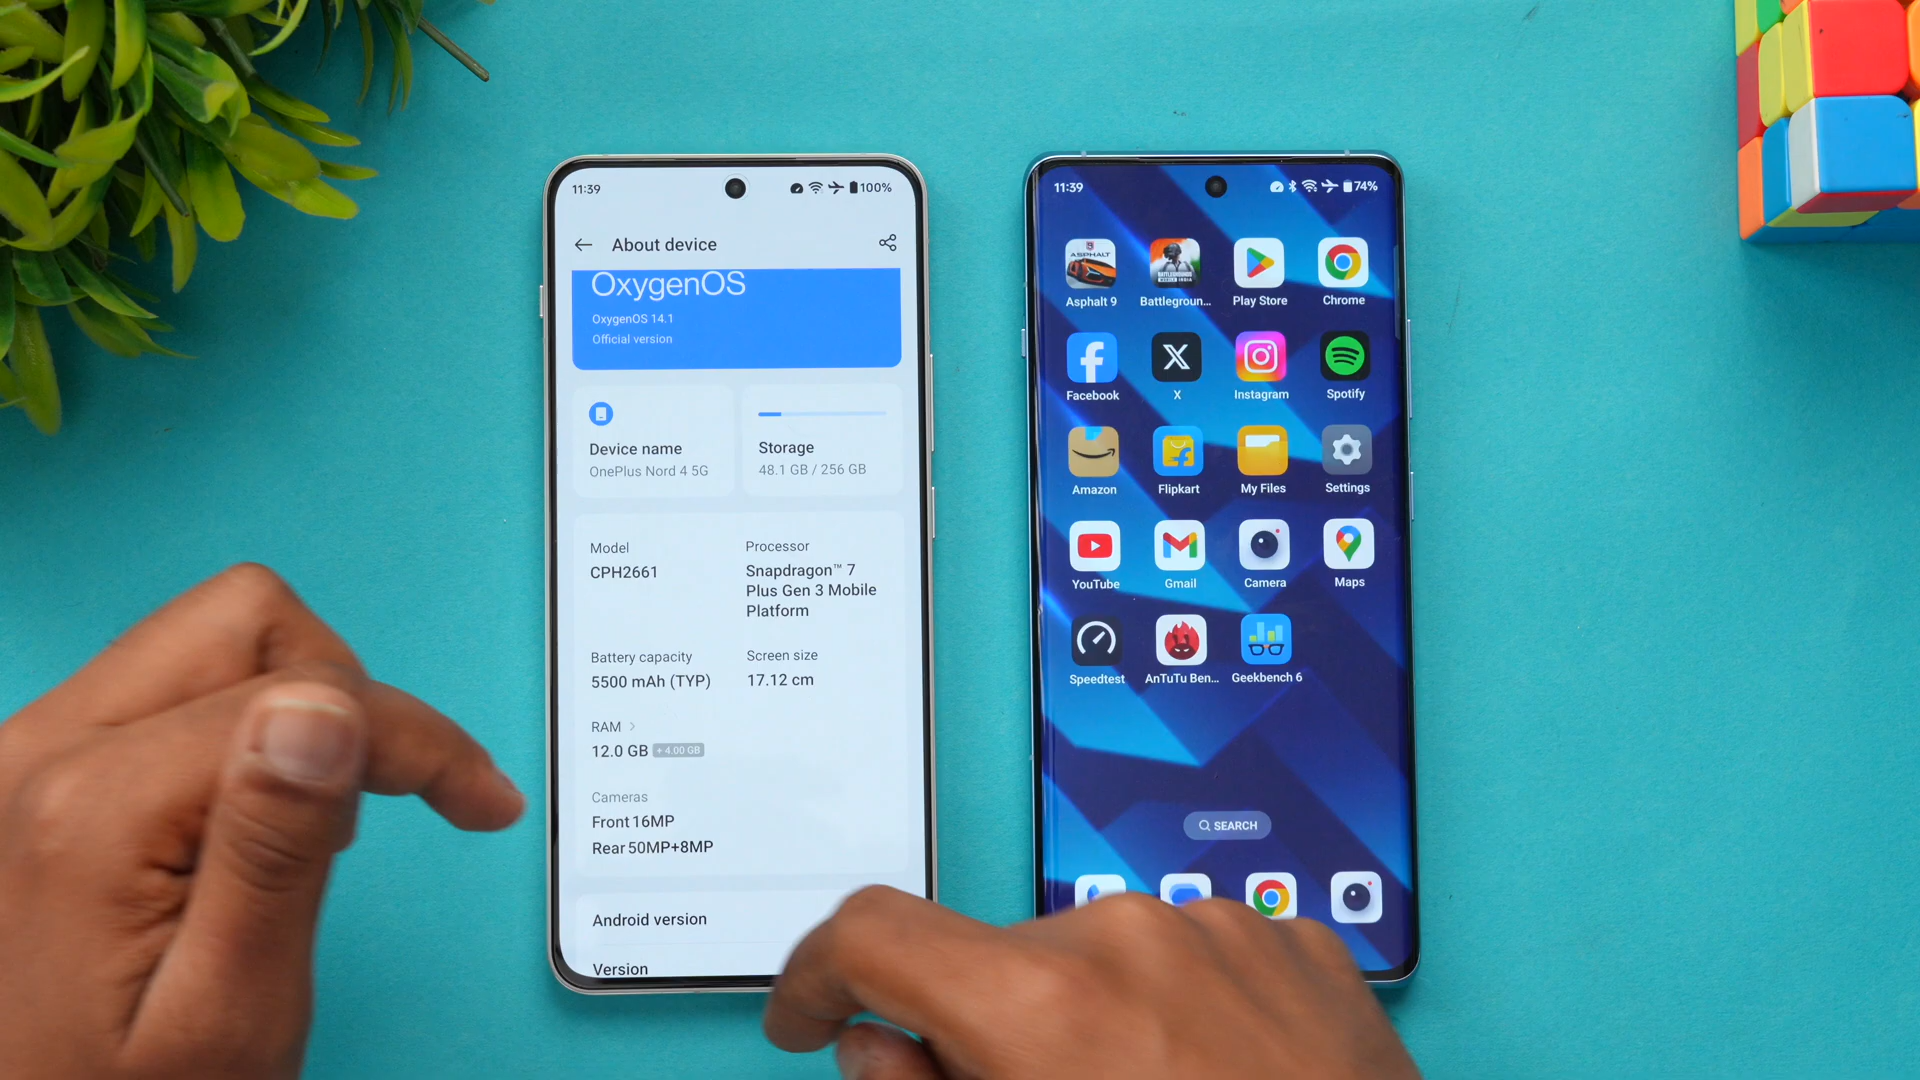 11:39
100%
About device
OxygenOS
OxygenOS 14.1
Official version
Device name
OnePlus Nord 4 5G
Storage
48.1 GB / 256 GB
Model
CPH2661
Processor
Snapdragon™ 7
Plus Gen 3 Mobile
Platform
Battery capacity
5500 mAh (TYP)
Screen size
17.12 cm
RAM >
12.0 GB + 4.00 GB
Cameras
Front 16MP
Rear 50MP+8MP
Android version
Version
11:39
74%
ASPHALT
BATTLEGROUNDS
MOBILE INDIA
Asphalt 9
Battlegroun...
Play Store
Chrome
Facebook
X
Instagram
Spotify
Amazon
Flipkart
My Files
Settings
YouTube
Gmail
Camera
Maps
Speedtest
AnTuTu Ben...
Geekbench 6
SEARCH